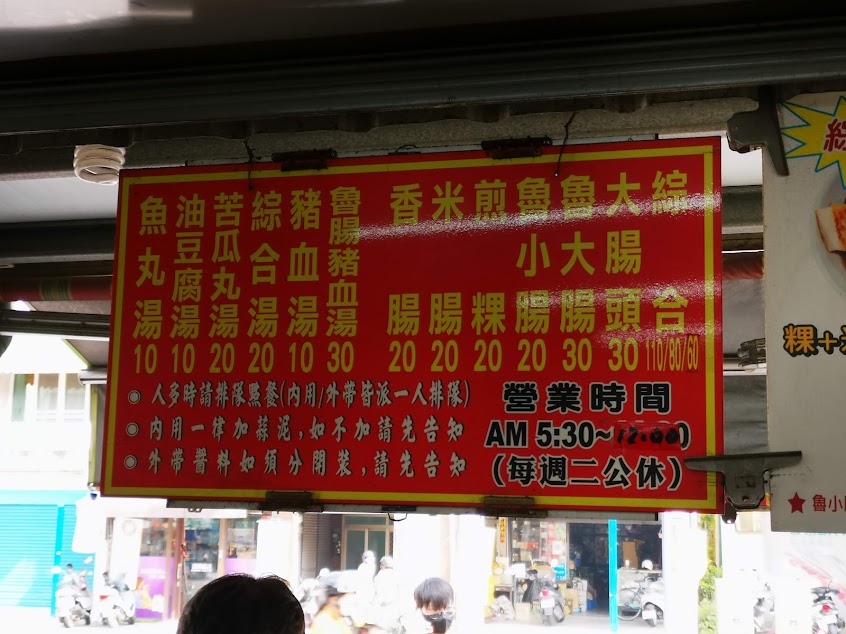 綜合 110/80/60
大腸頭 30
魯大腸 30
魯小腸 20
煎粿 20
米腸 20
香腸 20
魯腸豬血湯 30
豬血湯 10
綜合湯 20
苦瓜丸湯 20
油豆腐湯 10
魚丸湯 10
◉ 人多時請排隊點餐(內用/外帶皆派一人排隊)
◉ 內用一律加蒜泥,如不加請先告知
◉ 外帶醬料如須分開裝,請先告知
營業時間
AM 5:30~12:00)
(每週二公休)
綜
粿+
★魯小